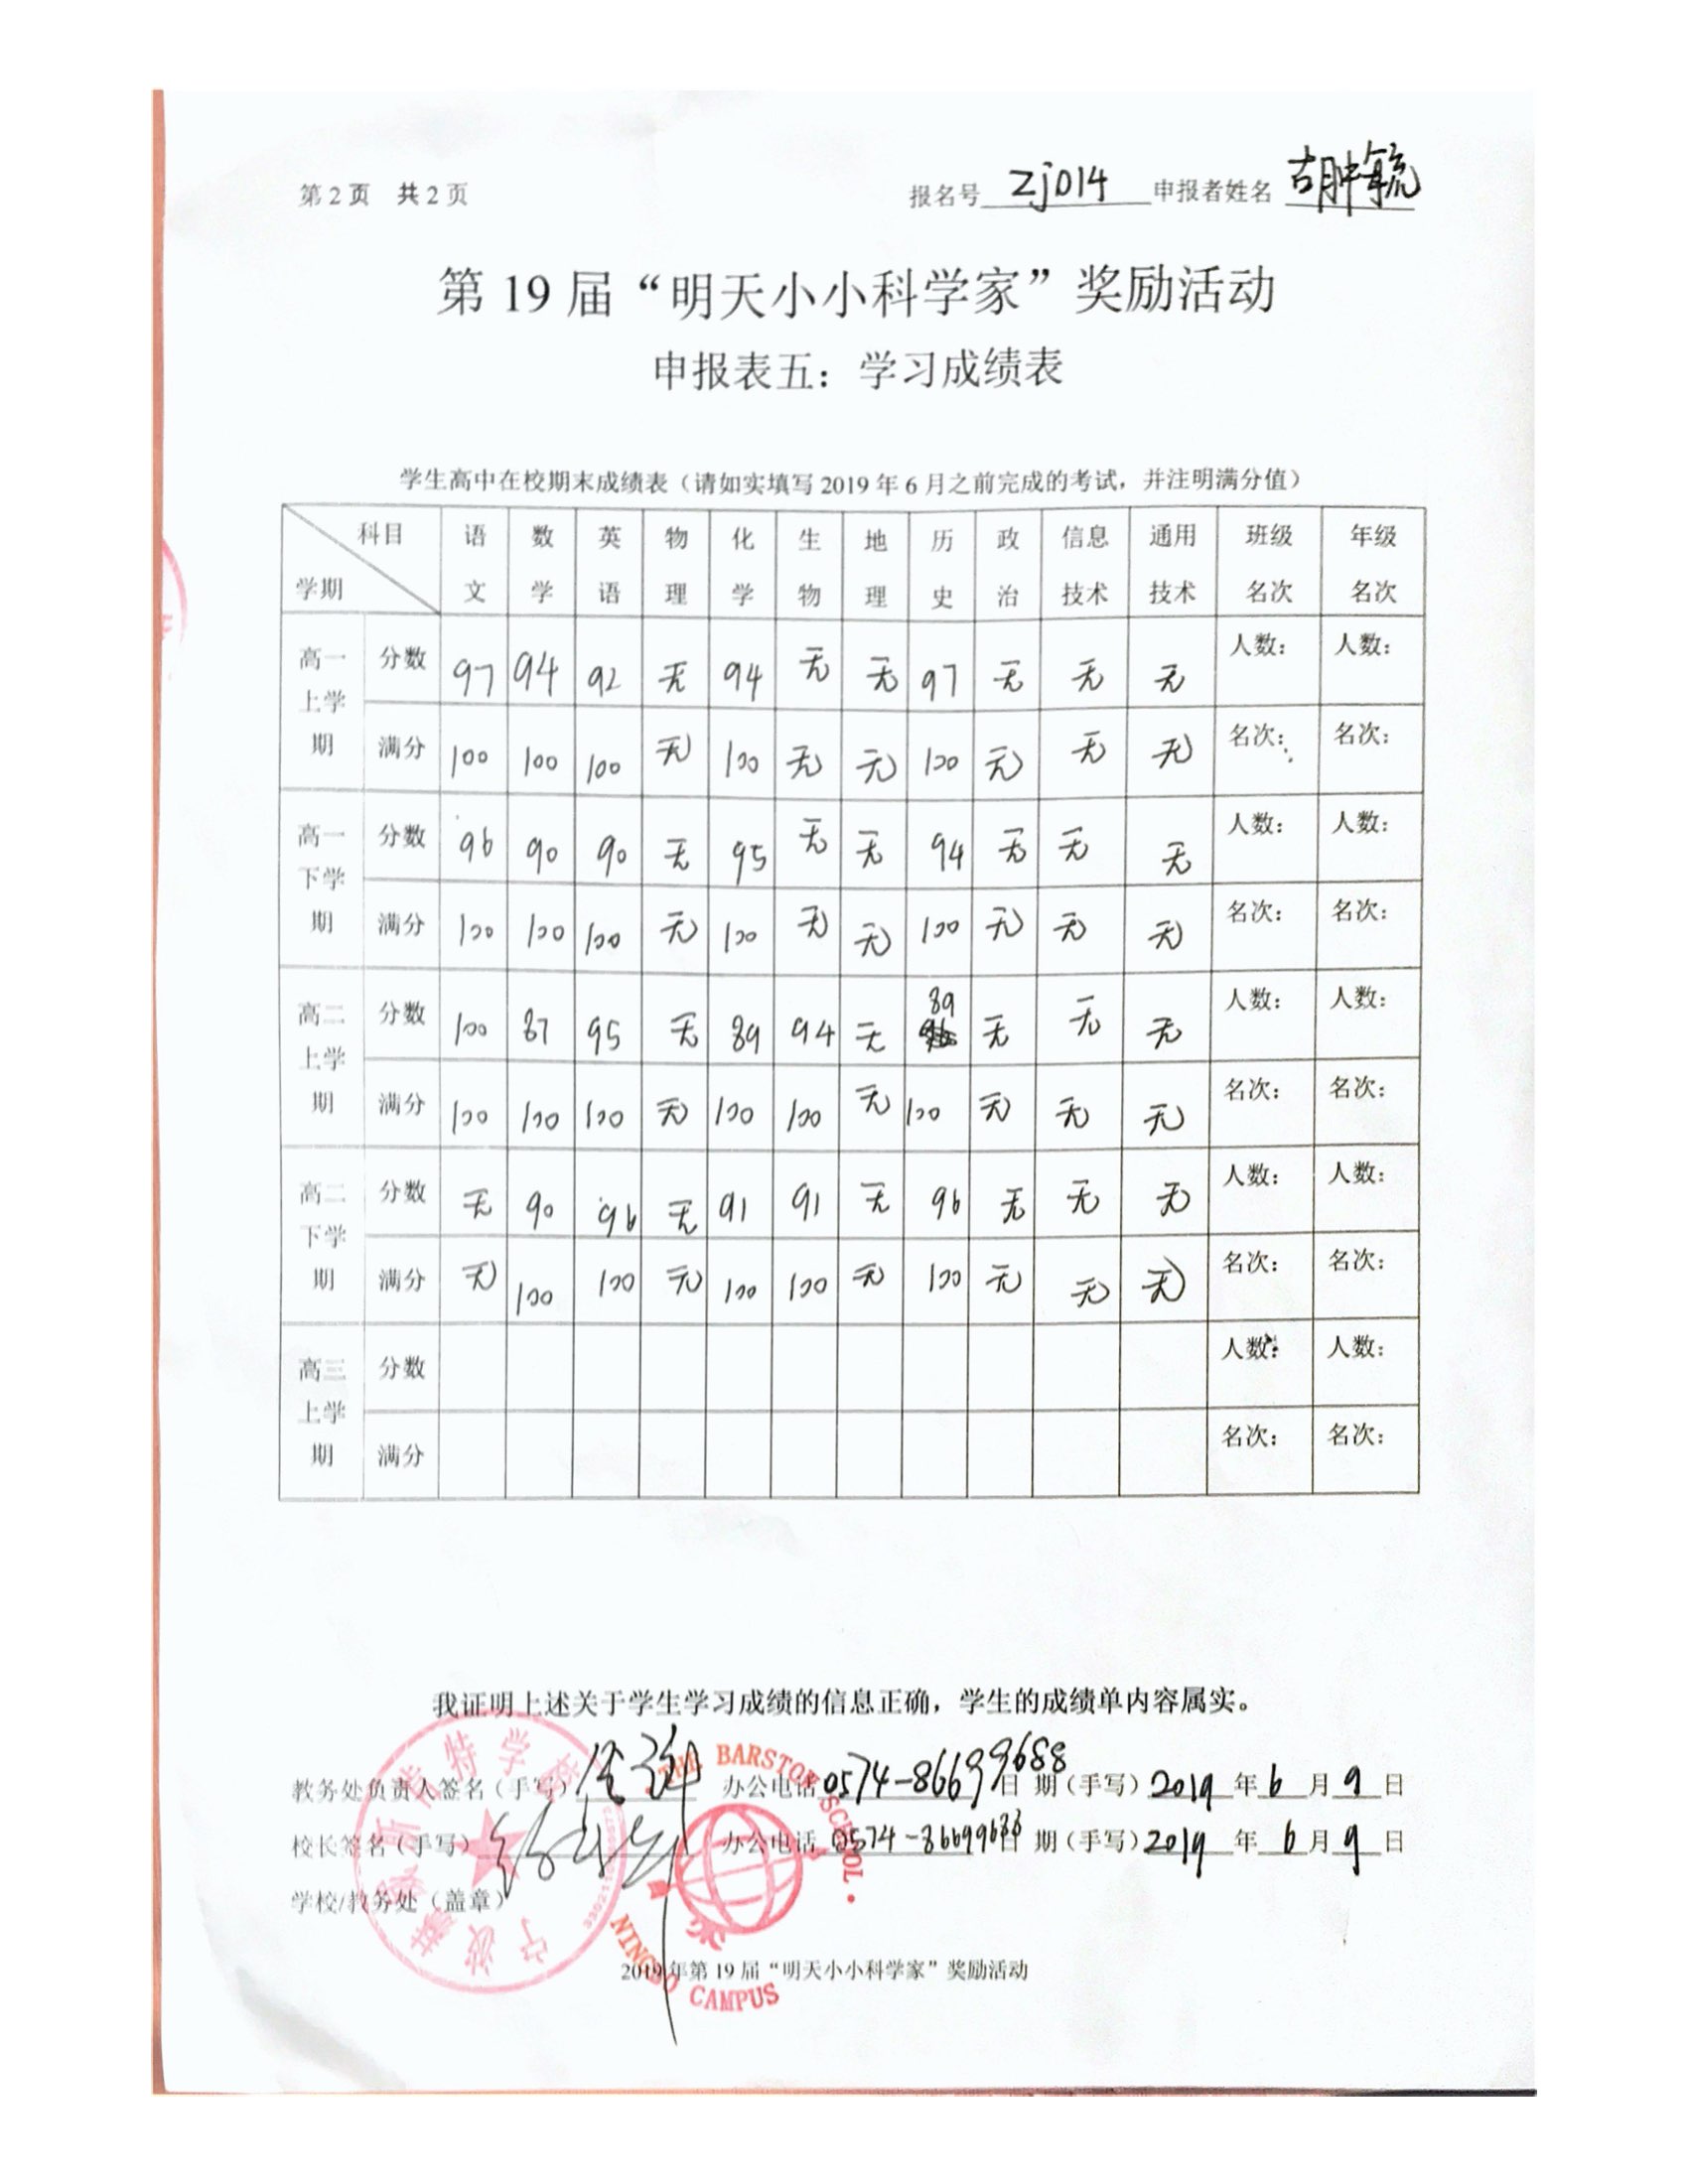 第2页 共2页 报名号 Zj014 申报者姓名 胡
第19届“明天小小科学家”奖励活动
申报表五：学习成绩表
学生高中在校期末成绩表（请如实填写2019年6月之前完成的考试，并注明满分值）
科目 学期 语文 数学 英语 物理 化学 生物 地理 历史 政治 信息技术 通用技术 班级名次 年级名次
高一上学期 分数 97 94 92 无 94 无 无 97 无 无 无 人数： 人数：
满分 100 100 100 无 100 无 无 100 无 无 无 名次： 名次：
高一下学期 分数 96 90 90 无 95 无 无 94 无 无 无 人数： 人数：
满分 100 100 100 无 100 无 无 100 无 无 无 名次： 名次：
高二上学期 分数 100 87 95 无 89 94 无 89 无 无 无 人数： 人数：
满分 100 100 100 无 100 100 无 100 无 无 无 名次： 名次：
高二下学期 分数 无 90 96 无 91 91 无 96 无 无 无 人数： 人数：
满分 无 100 100 无 100 100 无 100 无 无 无 名次： 名次：
高三上学期 分数 人数： 人数：
满分 名次： 名次：
我证明上述关于学生学习成绩的信息正确，学生的成绩单内容属实。
教务处负责人签名（手写） 办公电话 0574-86699688 日期（手写）2019年6月9日
校长签名（手写） 办公电话 0574-86699688 日期（手写）2019年6月9日
学校/教务处（盖章）
THE BARSTOW SCHOOL · NINGBO CAMPUS
2019年第19届“明天小小科学家”奖励活动